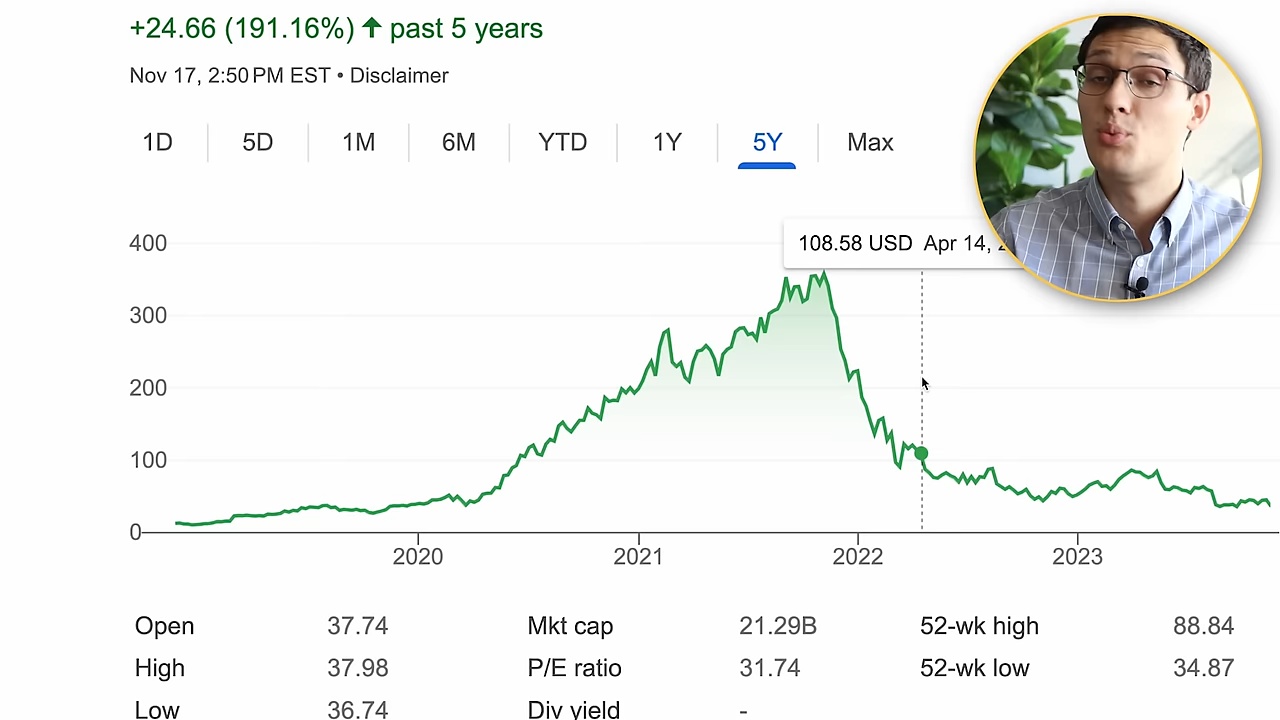 +24.66 (191.16%) ↑ past 5 years
Nov 17, 2:50 PM EST • Disclaimer
1D 5D 1M 6M YTD 1Y 5Y Max
108.58 USD Apr 14,
400
300
200
100
0
2020 2021 2022 2023
Open 37.74 Mkt cap 21.29B 52-wk high 88.84
High 37.98 P/E ratio 31.74 52-wk low 34.87
Low 36.74 Div yield -